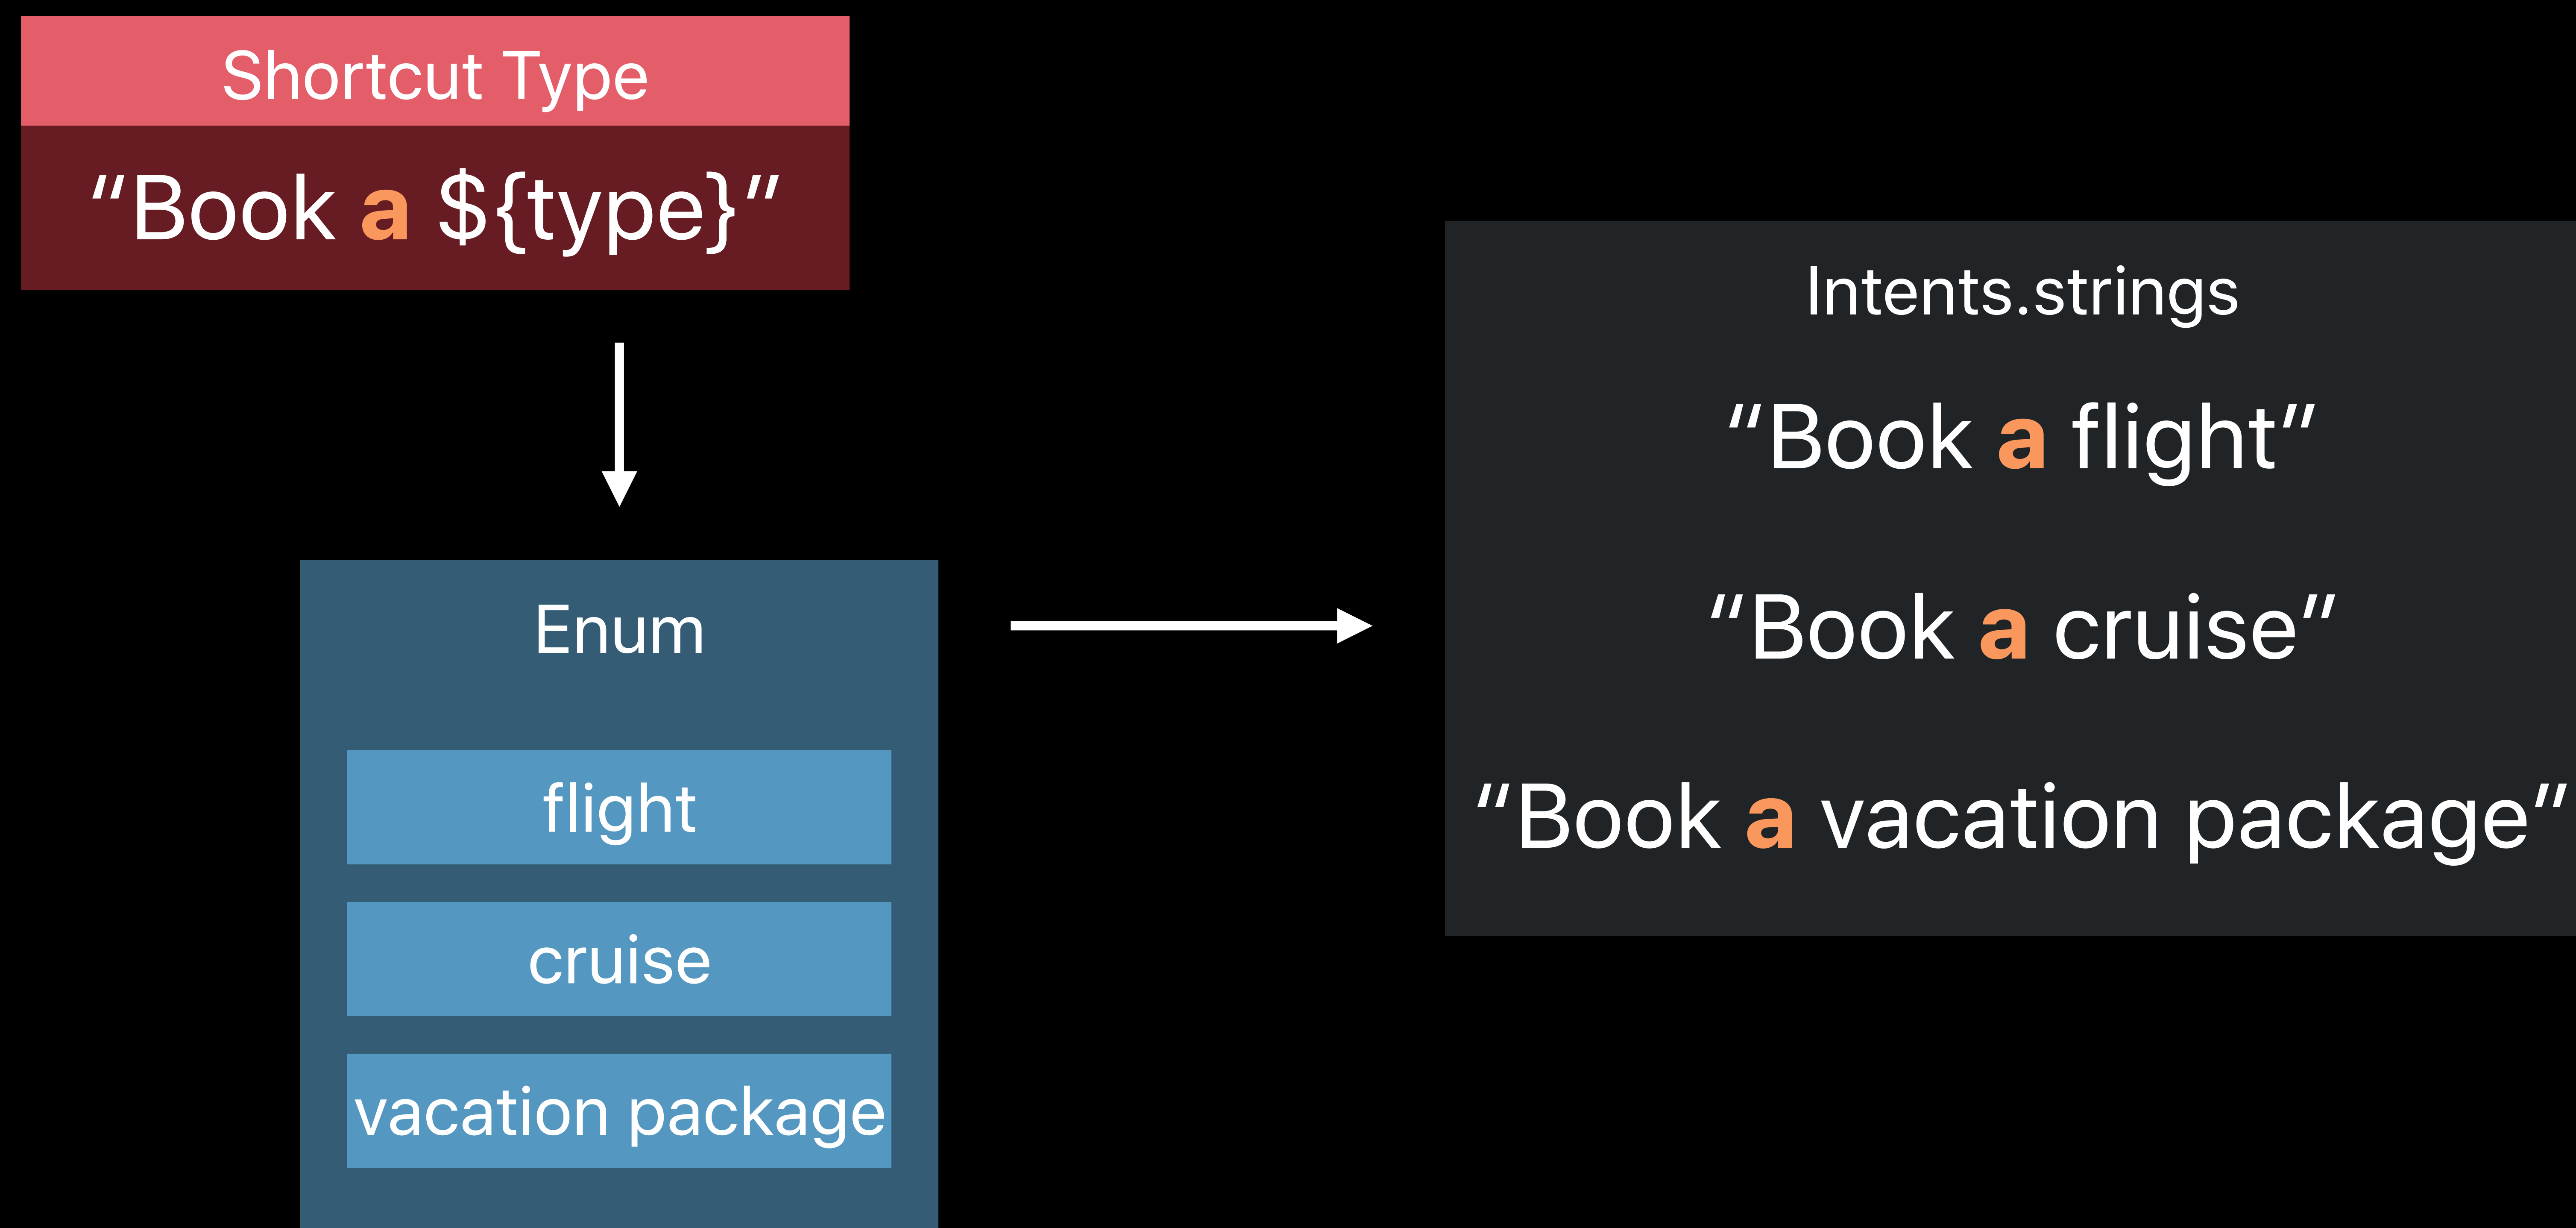 Shortcut Type
“Book a ${type}”
Enum
flight
cruise
vacation package
Intents.strings
“Book a flight”
“Book a cruise”
“Book a vacation package”